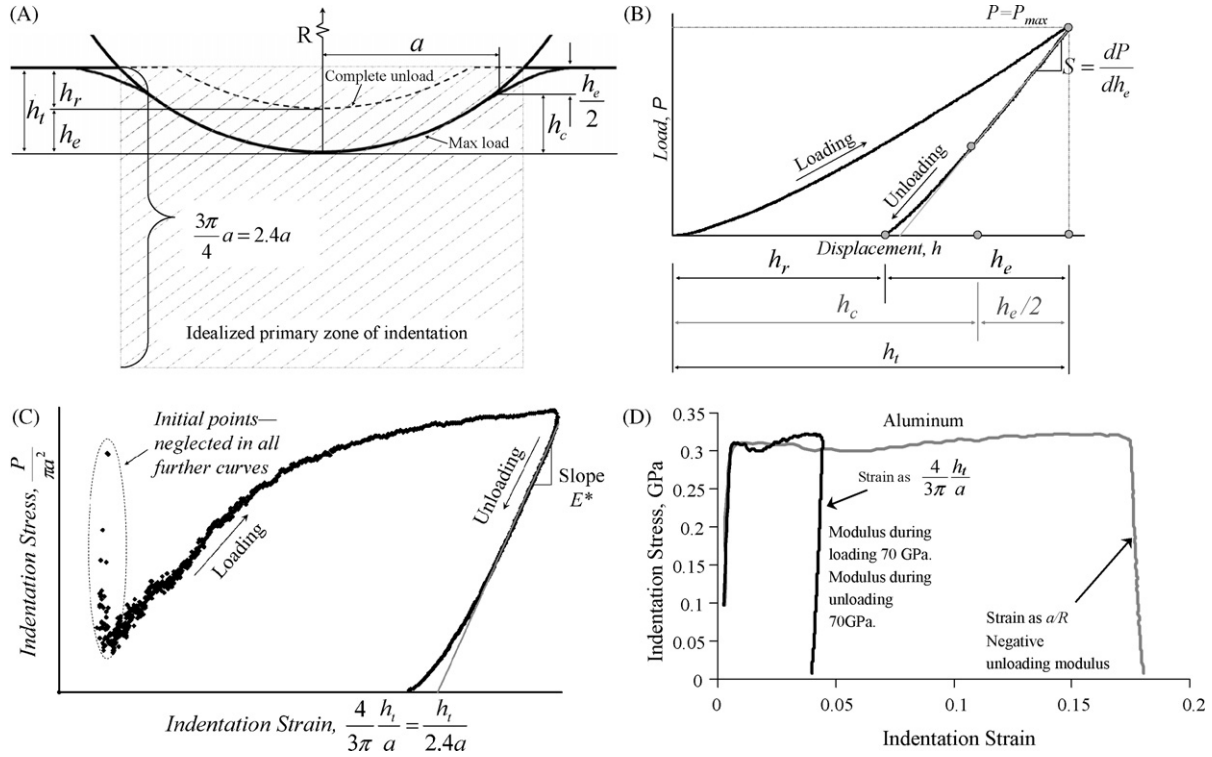 (A)
R
a
Complete unload
h_t
h_r
h_e
h_c
h_e/2
Max load
3π/4 a = 2.4a
Idealized primary zone of indentation
(B)
P=P_max
S = dP/dh_e
Load, P
Loading
Unloading
Displacement, h
h_r
h_e
h_c
h_e/2
h_t
(C)
Initial points—
neglected in all
further curves
Indentation Stress, P/πa²
Loading
Unloading
Slope
E*
Indentation Strain, 4/3π h_t/a = h_t/2.4a
(D)
Aluminum
0.35
0.3
0.25
0.2
0.15
0.1
0.05
0
Indentation Stress, GPa
Strain as 4/3π h_t/a
Modulus during
loading 70 GPa.
Modulus during
unloading
70GPa.
Strain as a/R
Negative
unloading modulus
0
0.05
0.1
0.15
0.2
Indentation Strain